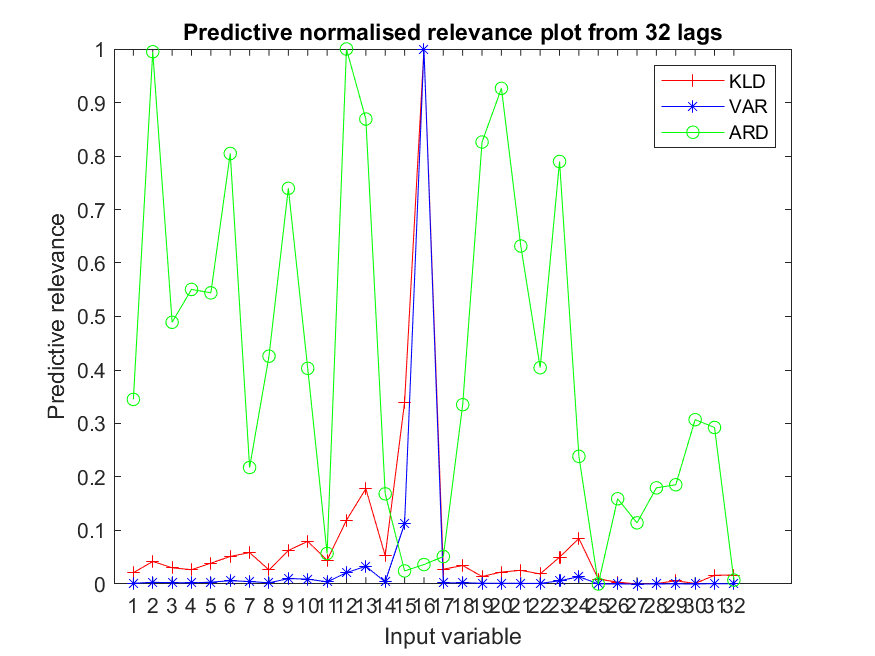 Predictive normalised relevance plot from 32 lags
KLD
VAR
ARD
Predictive relevance
1
0.9
0.8
0.7
0.6
0.5
0.4
0.3
0.2
0.1
0
1 2 3 4 5 6 7 8 9 10 11 12 13 14 15 16 17 18 19 20 21 22 23 24 25 26 27 28 29 30 31 32
Input variable